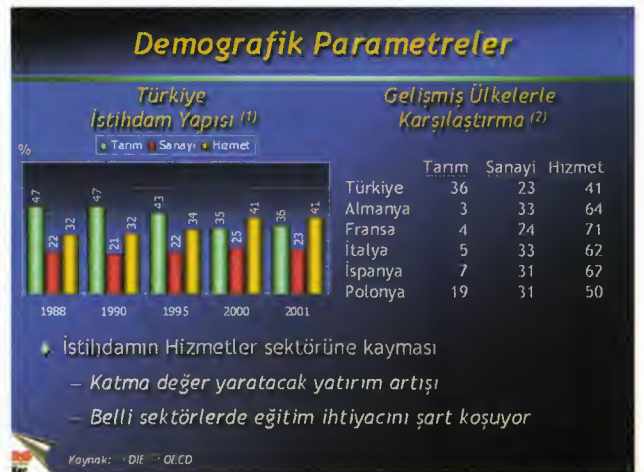 Demografik Parametreler
Türkiye
İstihdam Yapısı (1)
% 
Tarım Sanayi Hizmet
47 22 32 47 21 32 43 22 34 35 25 41 36 23 41
1988 1990 1995 2000 2001
Gelişmiş Ülkelerle
Karşılaştırma (2)
Tarım Sanayi Hizmet
Türkiye 36 23 41
Almanya 3 33 64
Fransa 4 24 71
İtalya 5 33 62
İspanya 7 31 62
Polonya 19 31 50
İstihdamın Hizmetler sektörüne kayması
– Katma değer yaratacak yatırım artışı
– Belli sektörlerde eğitim ihtiyacını şart koşuyor
Kaynak: DİE OECD